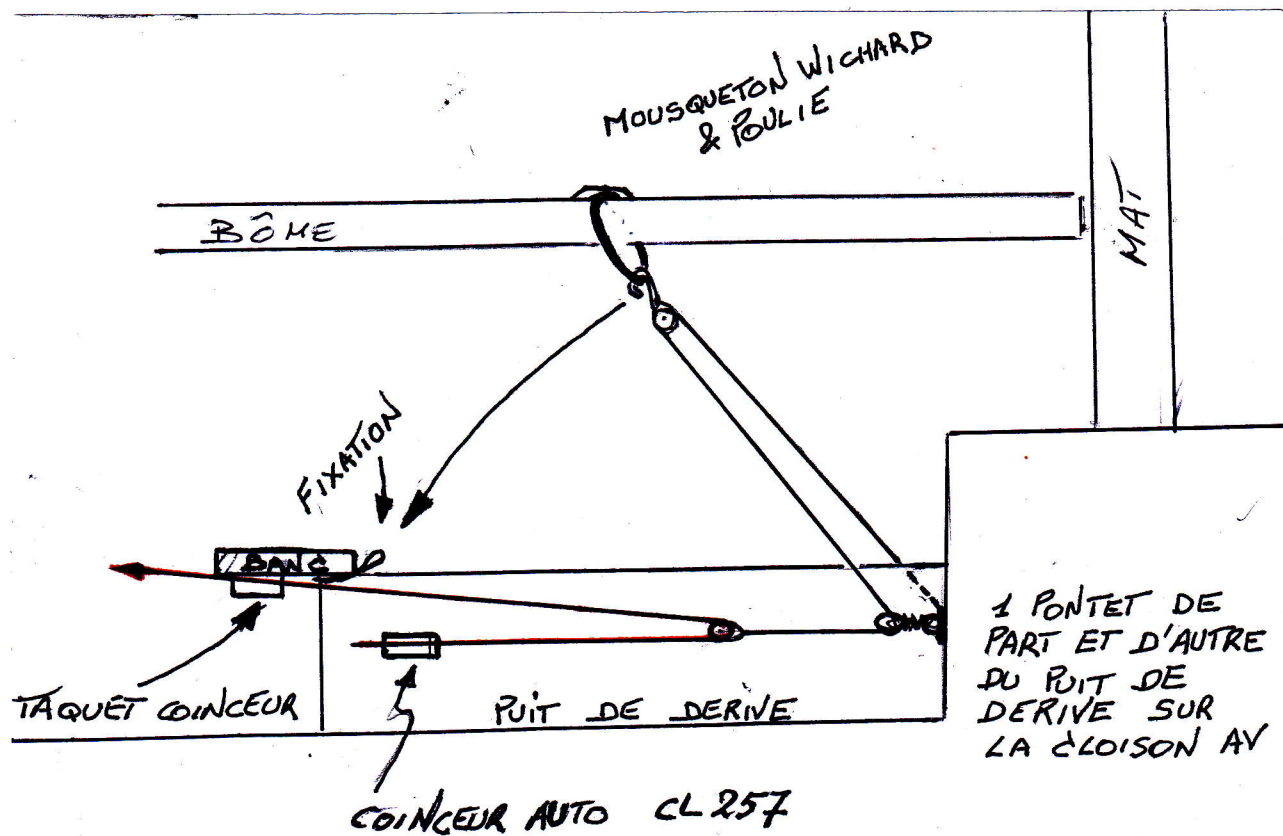 MOUSQUETON WICHARD
& POULIE
BÔME
MAT
FIXATION
BANC
TAQUET COINCEUR
PUIT DE DERIVE
1 PONTET DE
PART ET D'AUTRE
DU PUIT DE
DERIVE SUR
LA CLOISON AV
COINCEUR AUTO CL 257